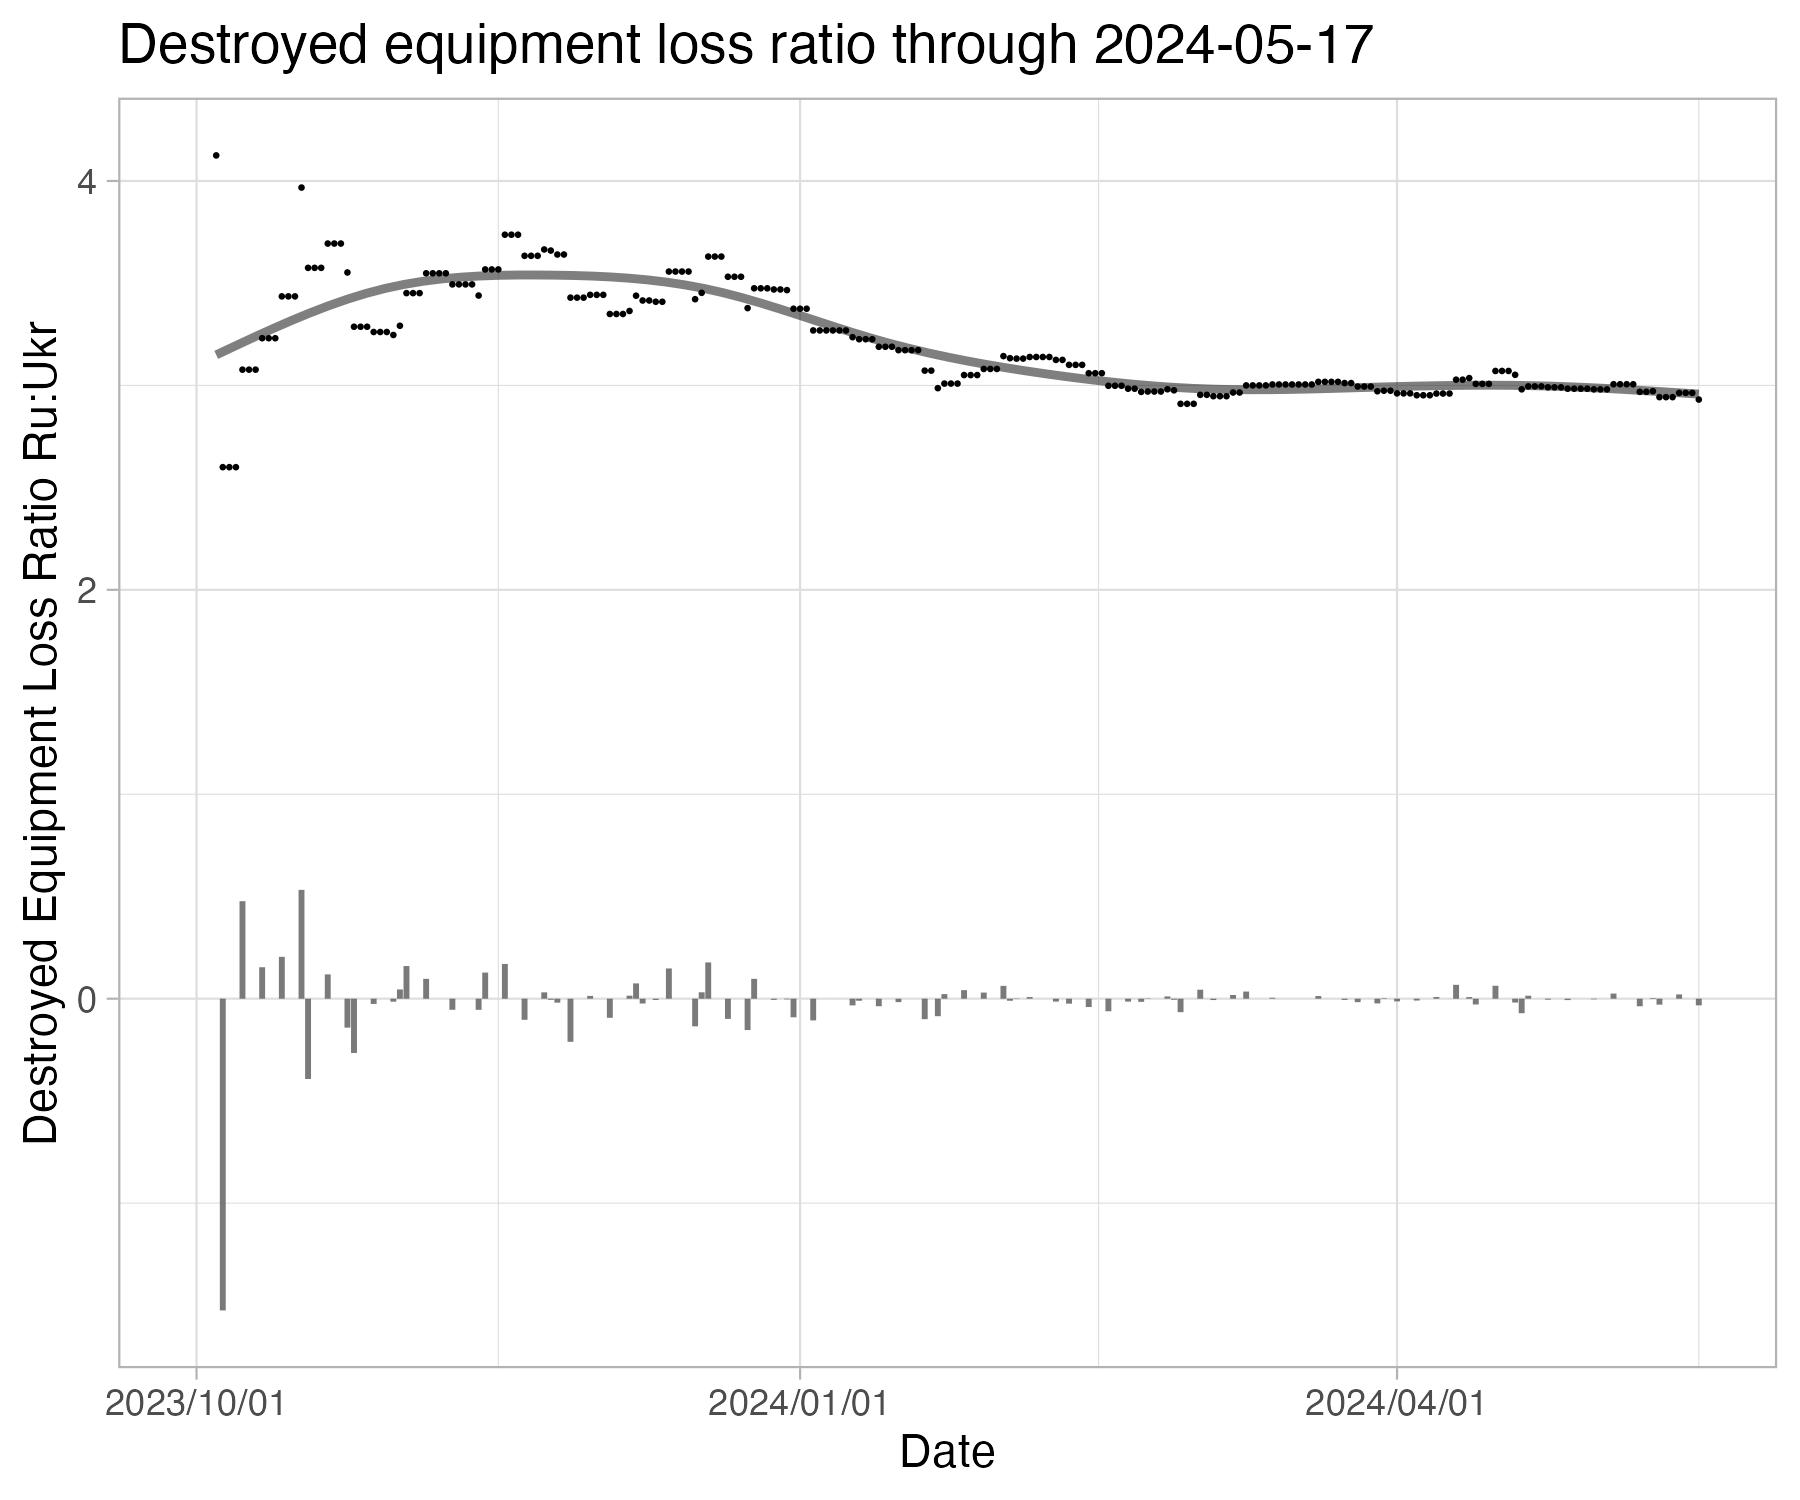 Destroyed equipment loss ratio through 2024-05-17
Destroyed Equipment Loss Ratio Ru:Ukr
4
2
0
2023/10/01
2024/01/01
2024/04/01
Date